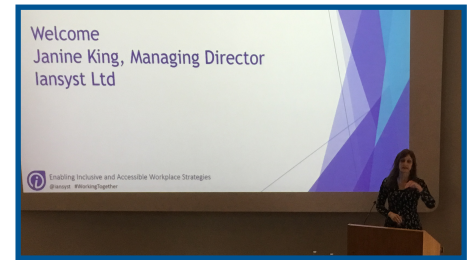 Welcome
Janine King, Managing Director
Iansyst Ltd
Enabling Inclusive and Accessible Workplace Strategies
@iansyst #WorkingTogether